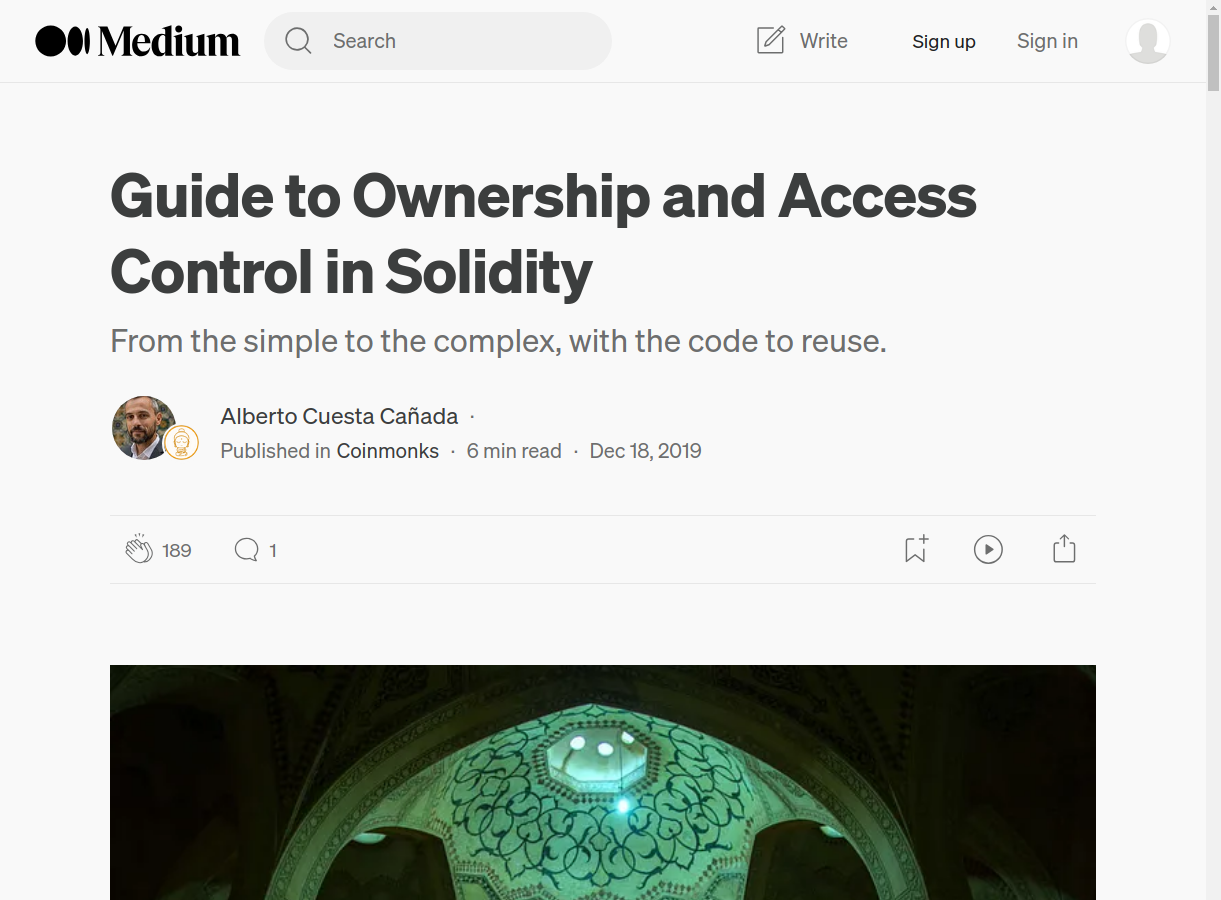 Medium
Search
Write
Sign up
Sign in
Guide to Ownership and Access
Control in Solidity
From the simple to the complex, with the code to reuse.
Alberto Cuesta Cañada ·
Published in Coinmonks · 6 min read · Dec 18, 2019
189
1